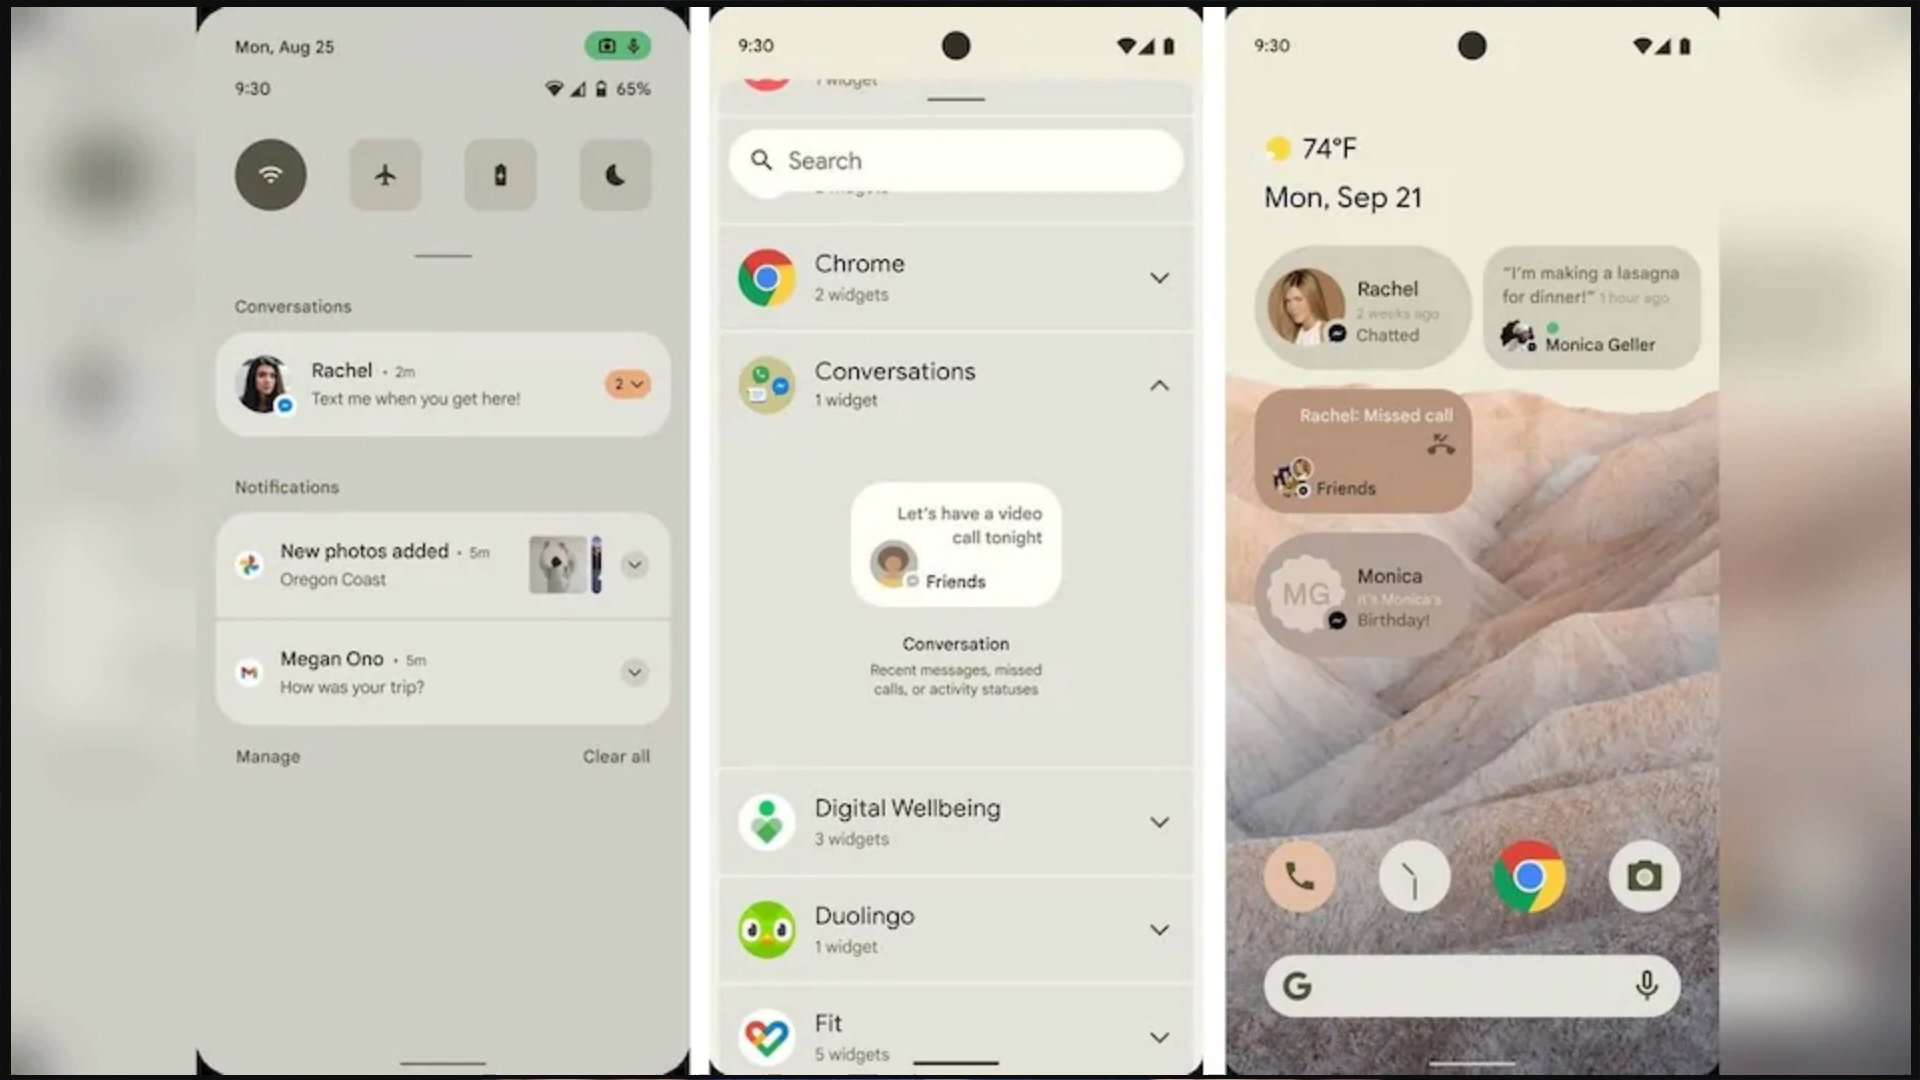 Mon, Aug 25
9:30
65%
Conversations
Rachel · 2m
Text me when you get here!
2
Notifications
New photos added · 5m
Oregon Coast
Megan Ono · 5m
How was your trip?
Manage
Clear all
9:30
1 widget
Search
2 widgets
Chrome
2 widgets
Conversations
1 widget
Let's have a video
call tonight
Friends
Conversation
Recent messages, missed
calls, or activity statuses
Digital Wellbeing
3 widgets
Duolingo
1 widget
Fit
5 widgets
9:30
74°F
Mon, Sep 21
Rachel
2 weeks ago
Chatted
"I'm making a lasagna
for dinner!" 1 hour ago
Monica Geller
Rachel: Missed call
Friends
MG
Monica
It's Monica's
Birthday!
G